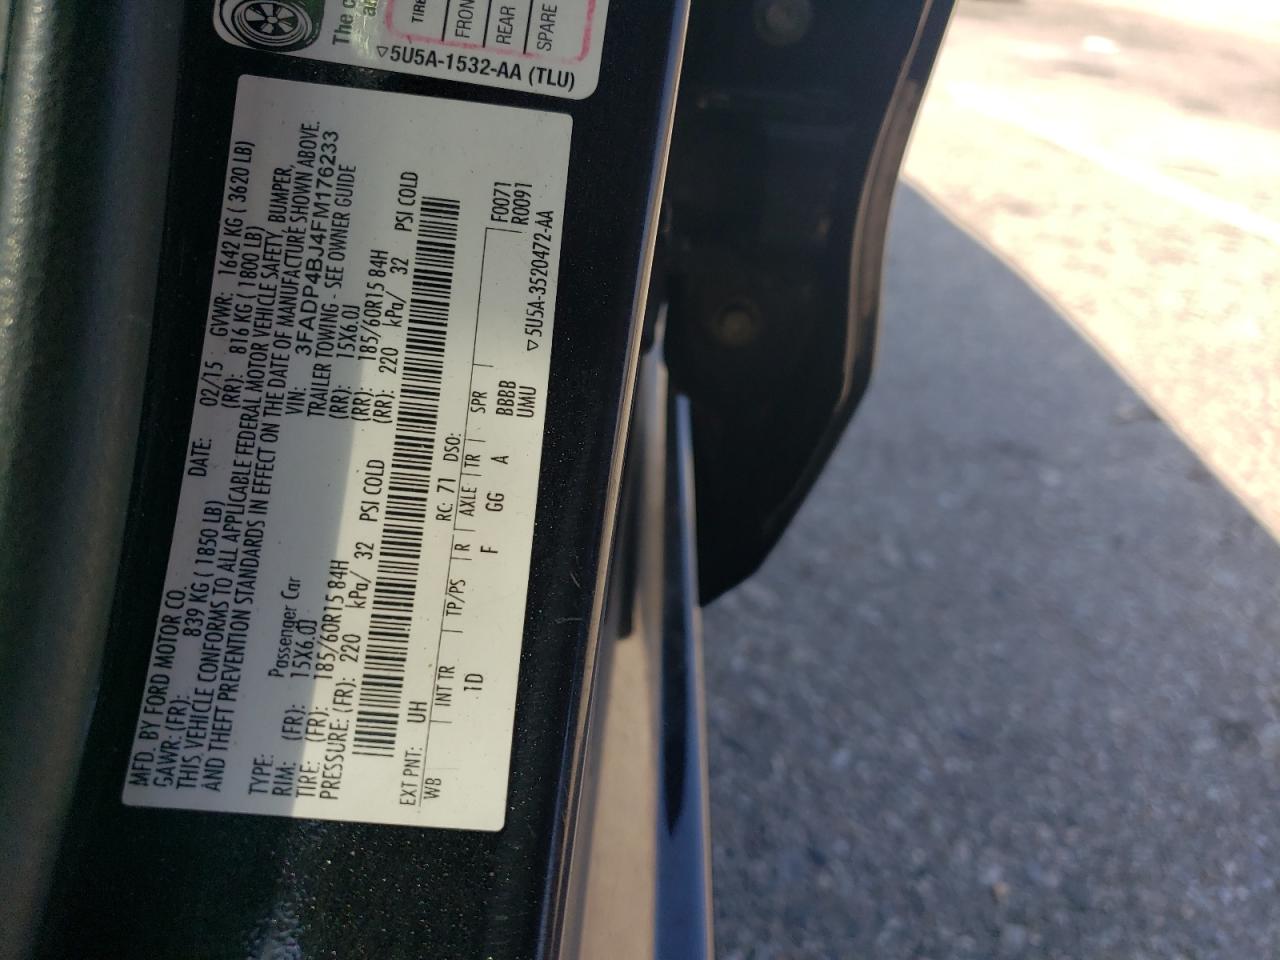 The c
TIRE
FRON
REAR
SPARE
▽5U5A-1532-AA (TLU)
MFD. BY FORD MOTOR CO. DATE: 02/15 GVWR: 1642 KG ( 3620 LB)
GAWR: (FR): 839 KG ( 1850 LB) (RR): 816 KG ( 1800 LB)
THIS VEHICLE CONFORMS TO ALL APPLICABLE FEDERAL MOTOR VEHICLE SAFETY, BUMPER,
AND THEFT PREVENTION STANDARDS IN EFFECT ON THE DATE OF MANUFACTURE SHOWN ABOVE.
VIN: 3FADP4BJ4FM176233
TYPE: Passenger Car TRAILER TOWING - SEE OWNER GUIDE
RIM: (FR): 15X6.0J (RR): 15X6.0J
TIRE: (FR): 185/60R15 84H (RR): 185/60R15 84H
PRESSURE: (FR): 220 kPa/ 32 PSI COLD (RR): 220 kPa/ 32 PSI COLD
EXT PNT: UH RC: 71 DSO:
WB INT TR TP/PS R AXLE TR SPR F0071
1D F GG A BBBB R0091
UMU ▽5U5A-3520472-AA